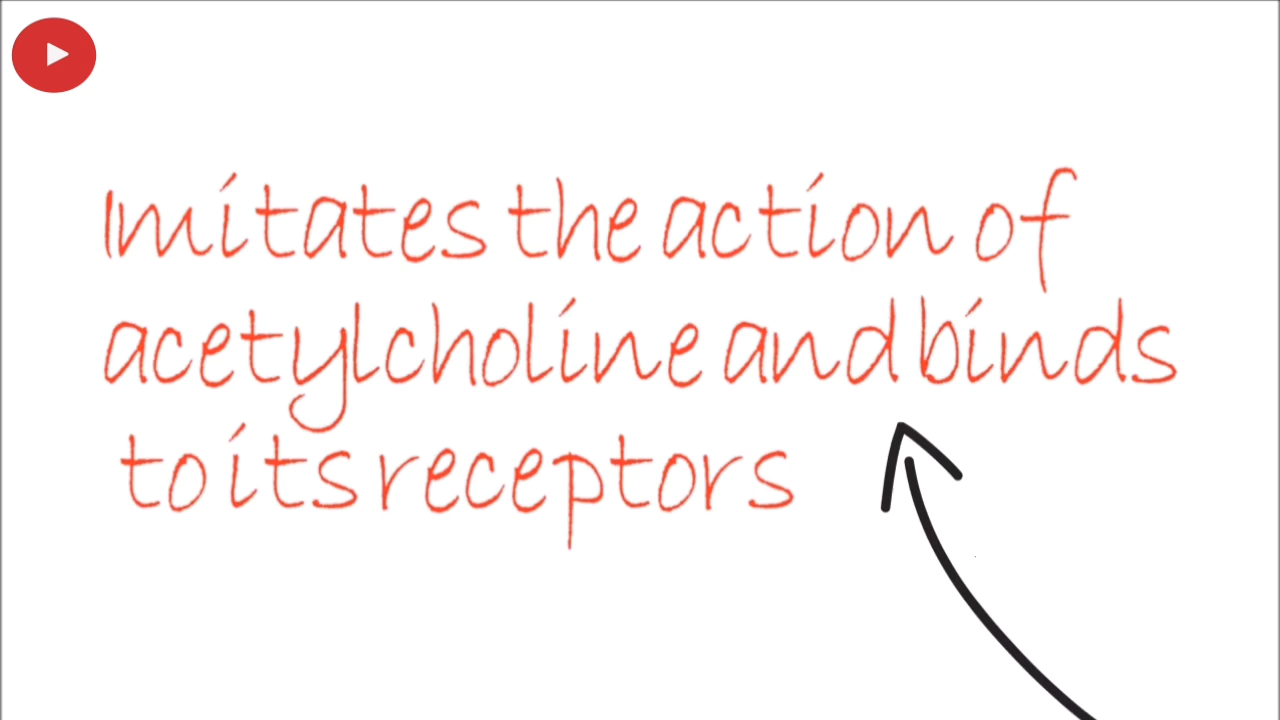 Imitates the action of
acetylcholine and binds
to its receptors